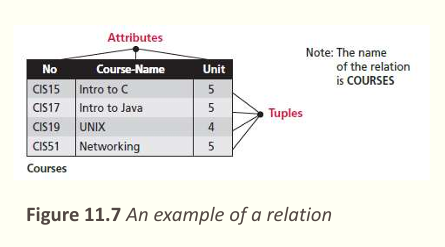 Attributes
No Course-Name Unit
CIS15 Intro to C 5
CIS17 Intro to Java 5
CIS19 UNIX 4
CIS51 Networking 5
Courses
Tuples
Note: The name
of the relation
is COURSES
Figure 11.7 An example of a relation